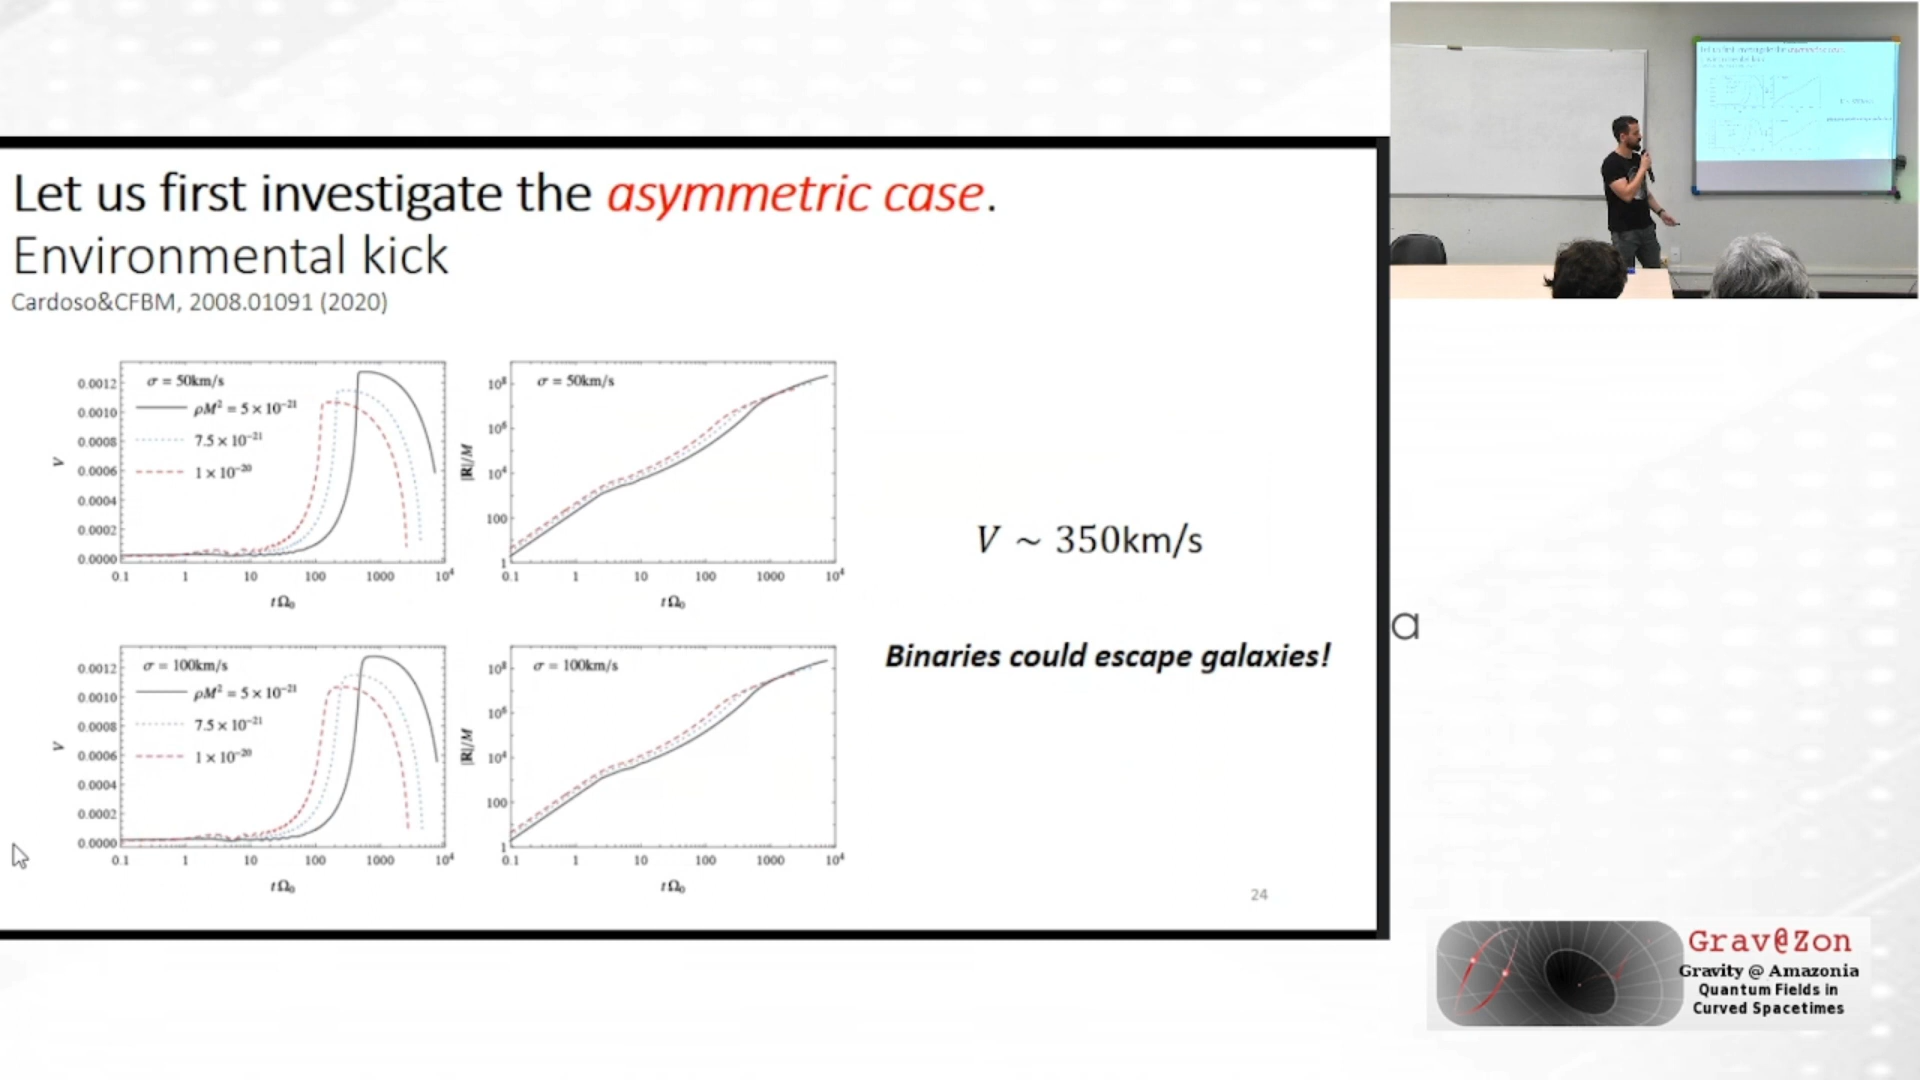 Let us first investigate the asymmetric case.
Environmental kick
Cardoso&CFBM, 2008.01091 (2020)
σ = 50km/s
ρM² = 5 × 10⁻²¹
7.5 × 10⁻²¹
1 × 10⁻²⁰
0.0012
0.0010
0.0008
0.0006
0.0004
0.0002
0.0000
V
0.1 1 10 100 1000 10⁴
tΩ₀
σ = 50km/s
10⁸
10⁶
10⁴
100
1
|R|/M
0.1 1 10 100 1000 10⁴
tΩ₀
V ~ 350km/s
Binaries could escape galaxies!
σ = 100km/s
ρM² = 5 × 10⁻²¹
7.5 × 10⁻²¹
1 × 10⁻²⁰
0.0012
0.0010
0.0008
0.0006
0.0004
0.0002
0.0000
V
0.1 1 10 100 1000 10⁴
tΩ₀
σ = 100km/s
10⁸
10⁶
10⁴
100
1
|R|/M
0.1 1 10 100 1000 10⁴
tΩ₀
24
a
Grav@Zon
Gravity @ Amazonia
Quantum Fields in
Curved Spacetimes